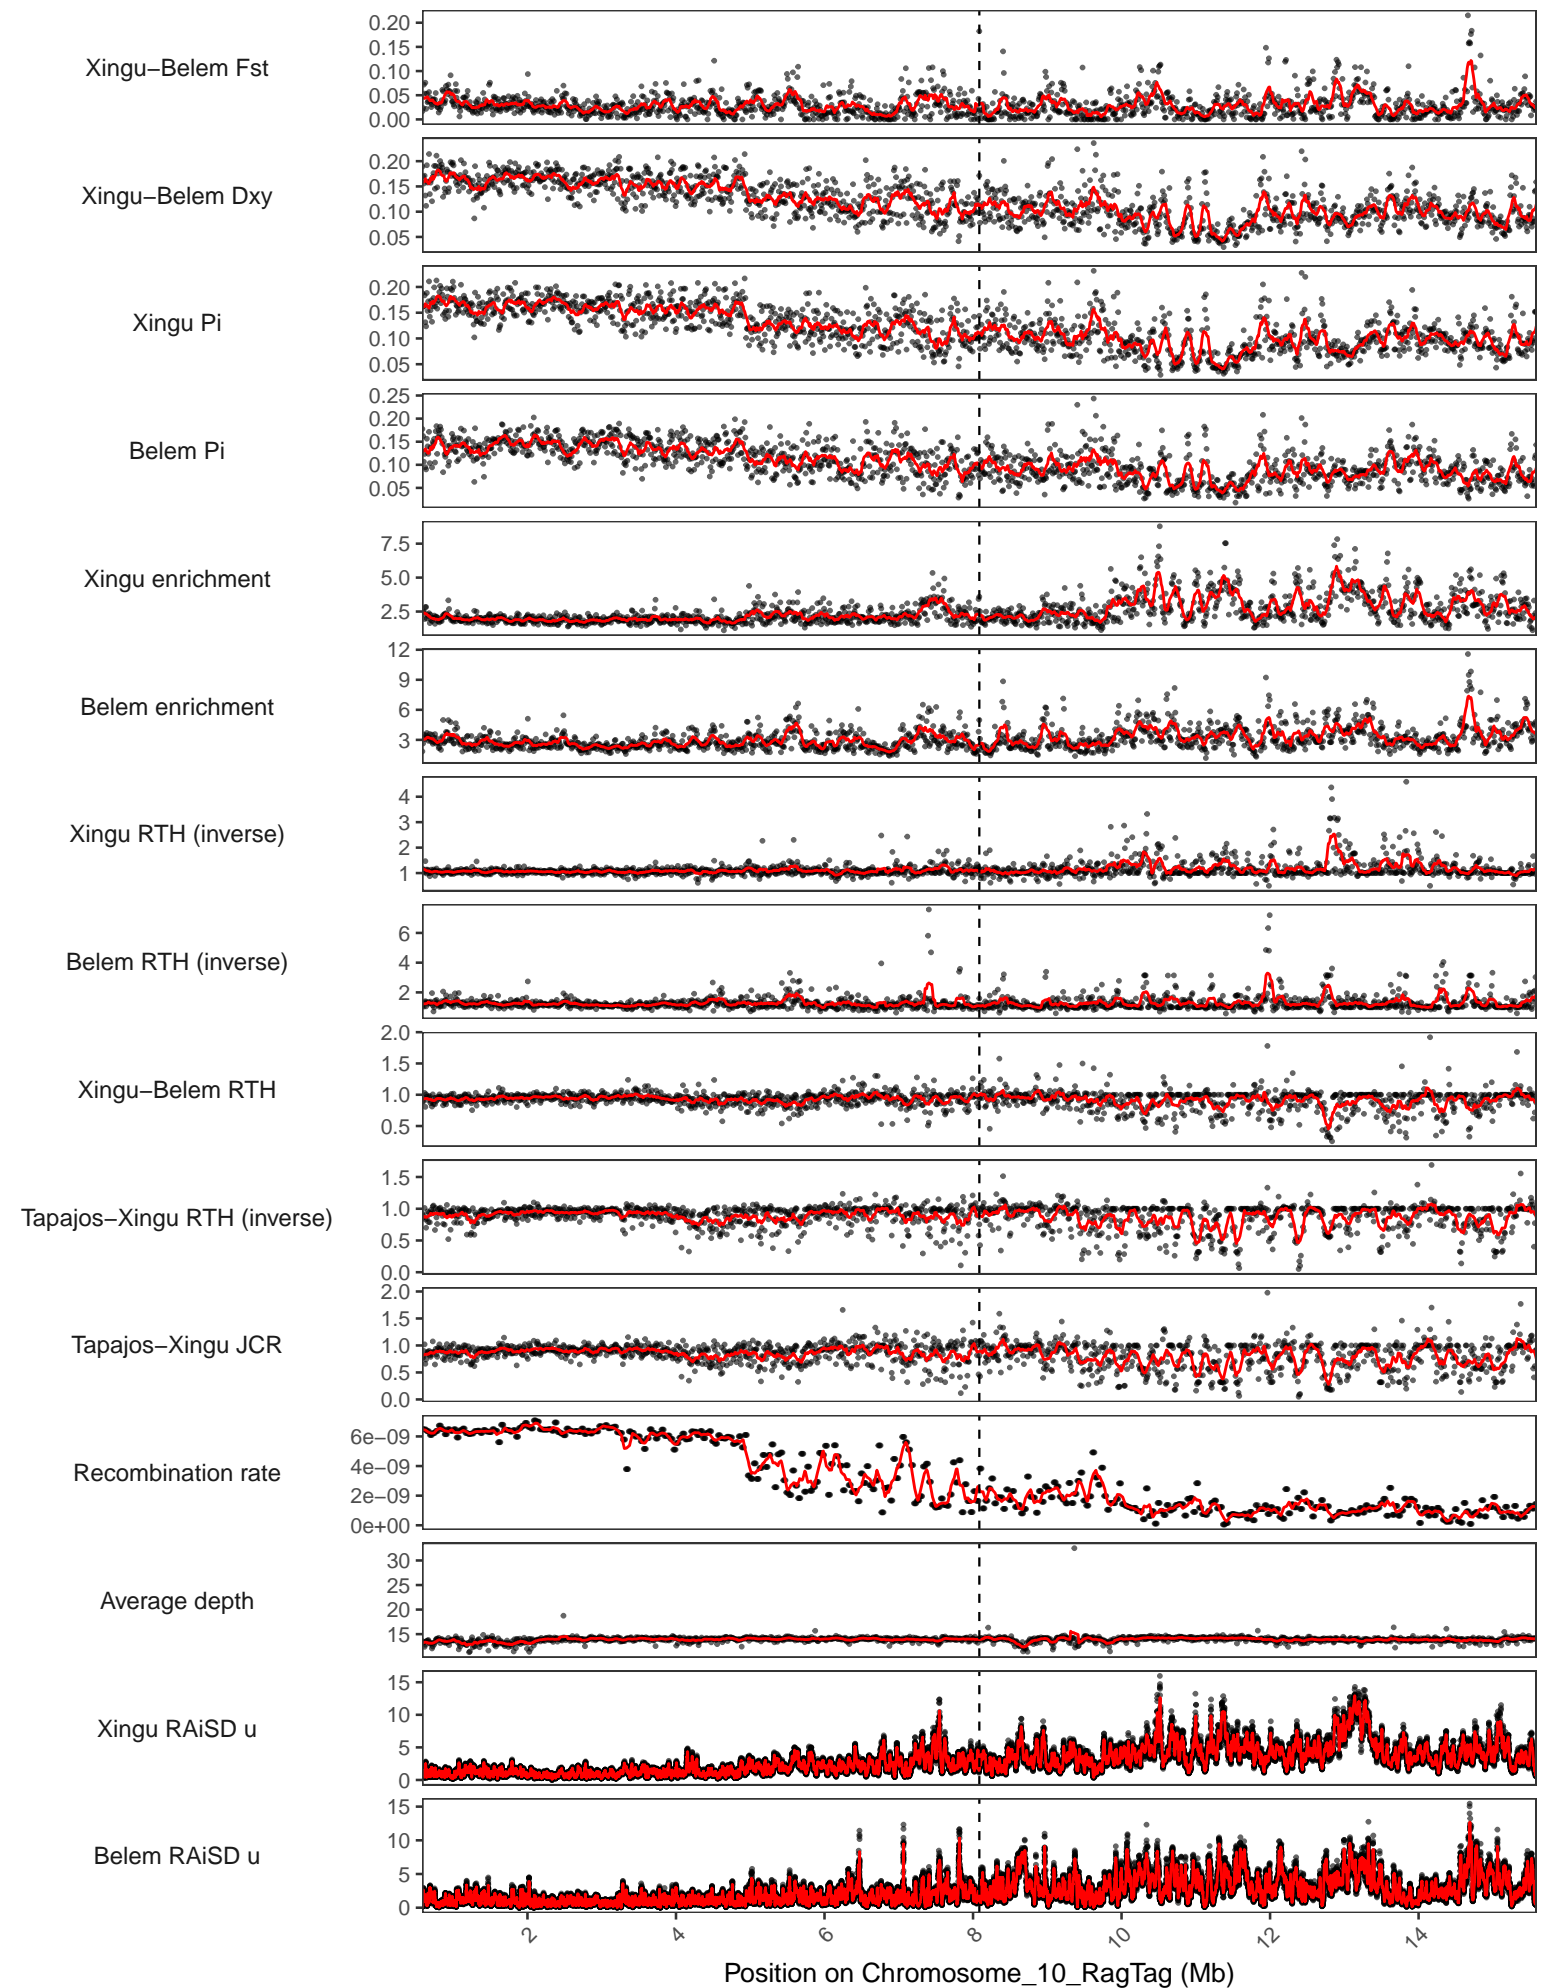 Xingu−Belem Fst
0.20
0.15
0.10
0.05
0.00
Xingu−Belem Dxy
0.20
0.15
0.10
0.05
Xingu Pi
0.20
0.15
0.10
0.05
Belem Pi
0.25
0.20
0.15
0.10
0.05
Xingu enrichment
7.5
5.0
2.5
Belem enrichment
12
9
6
3
Xingu RTH (inverse)
4
3
2
1
Belem RTH (inverse)
6
4
2
Xingu−Belem RTH
2.0
1.5
1.0
0.5
Tapajos−Xingu RTH (inverse)
1.5
1.0
0.5
0.0
Tapajos−Xingu JCR
2.0
1.5
1.0
0.5
0.0
Recombination rate
6e−09
4e−09
2e−09
0e+00
Average depth
30
25
20
15
Xingu RAiSD u
15
10
5
0
Belem RAiSD u
15
10
5
0
2 4 6 8 10 12 14
Position on Chromosome_10_RagTag (Mb)